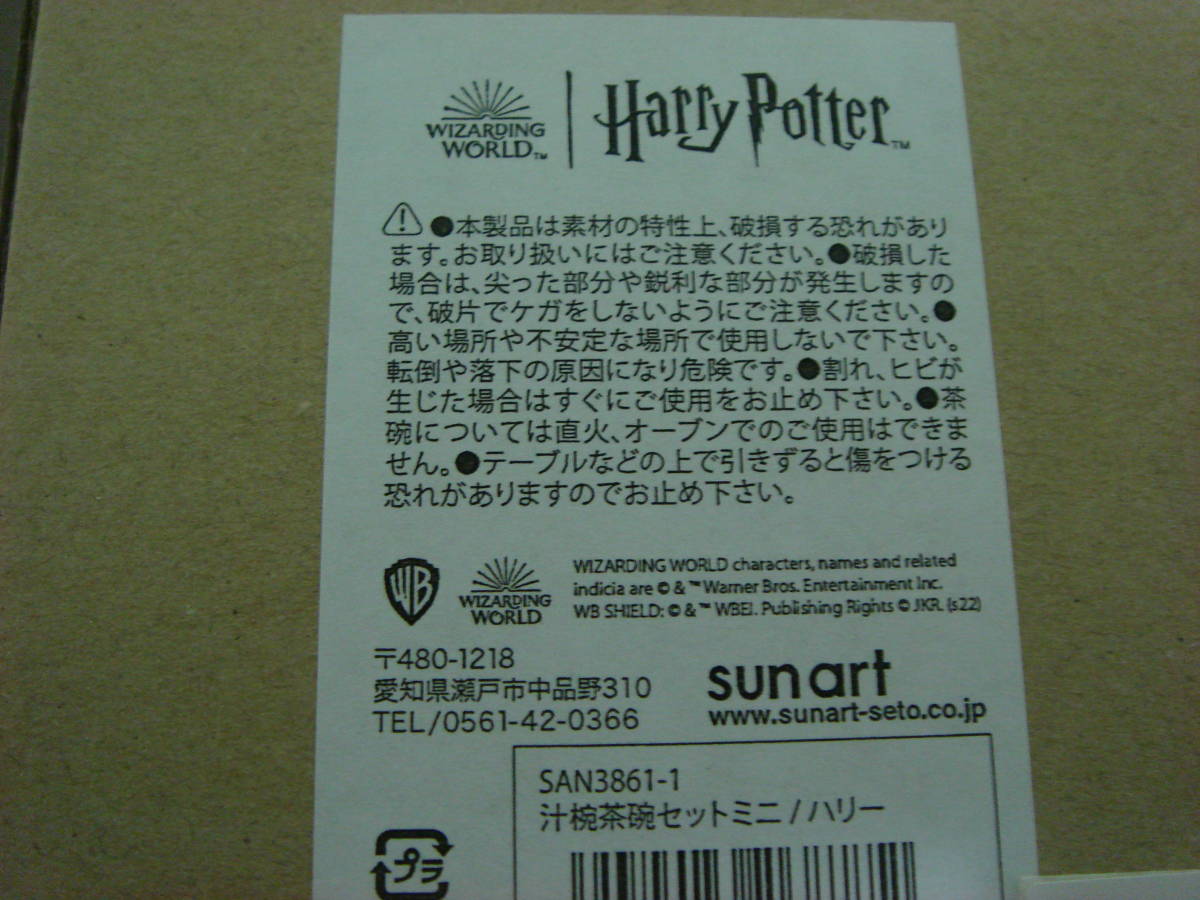 WIZARDING
WORLD™
Harry Potter™
⚠ ●本製品は素材の特性上、破損する恐れがあり
ます。お取り扱いにはご注意ください。●破損した
場合は、尖った部分や鋭利な部分が発生しますの
で、破片でケガをしないようにご注意ください。●
高い場所や不安定な場所で使用しないで下さい。
転倒や落下の原因になり危険です。●割れ、ヒビが
生じた場合はすぐにご使用をお止め下さい。●茶
碗については直火、オーブンでのご使用はできま
せん。●テーブルなどの上で引きずると傷をつける
恐れがありますのでお止め下さい。
WB
WIZARDING
WORLD
WIZARDING WORLD characters, names and related
indicia are © & ™ Warner Bros. Entertainment Inc.
WB SHIELD: © & ™ WBEI. Publishing Rights © JKR. (s22)
〒480-1218
愛知県瀬戸市中品野310
TEL/0561-42-0366
sun art
www.sunart-seto.co.jp
SAN3861-1
汁椀茶碗セットミニ/ハリー
プラ